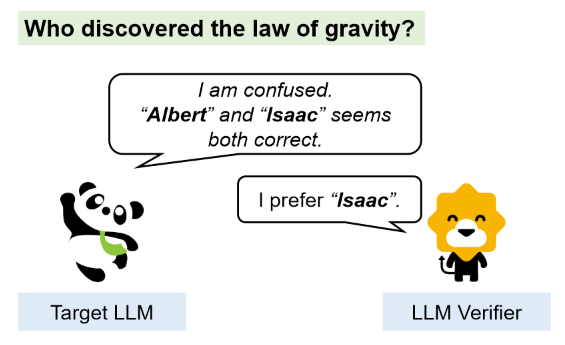 Who discovered the law of gravity?
I am confused.
“Albert” and “Isaac” seems
both correct.
I prefer “Isaac”.
Target LLM
LLM Verifier